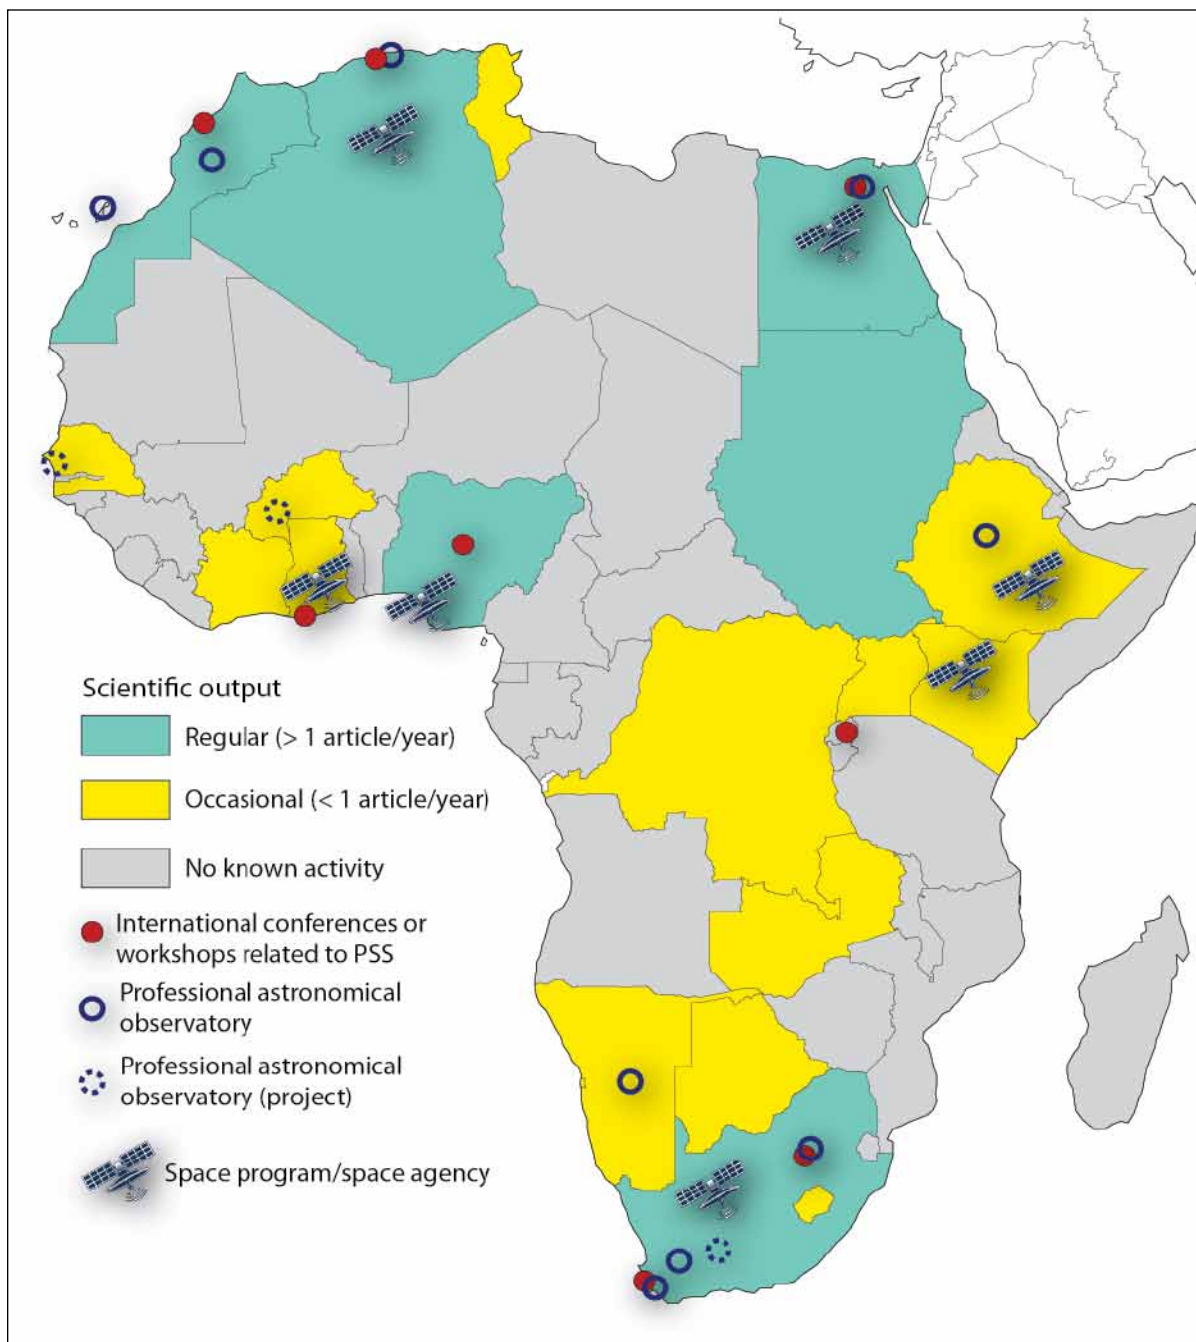 Scientific output
Regular (> 1 article/year)
Occasional (< 1 article/year)
No known activity
International conferences or
workshops related to PSS
Professional astronomical
observatory
Professional astronomical
observatory (project)
Space program/space agency